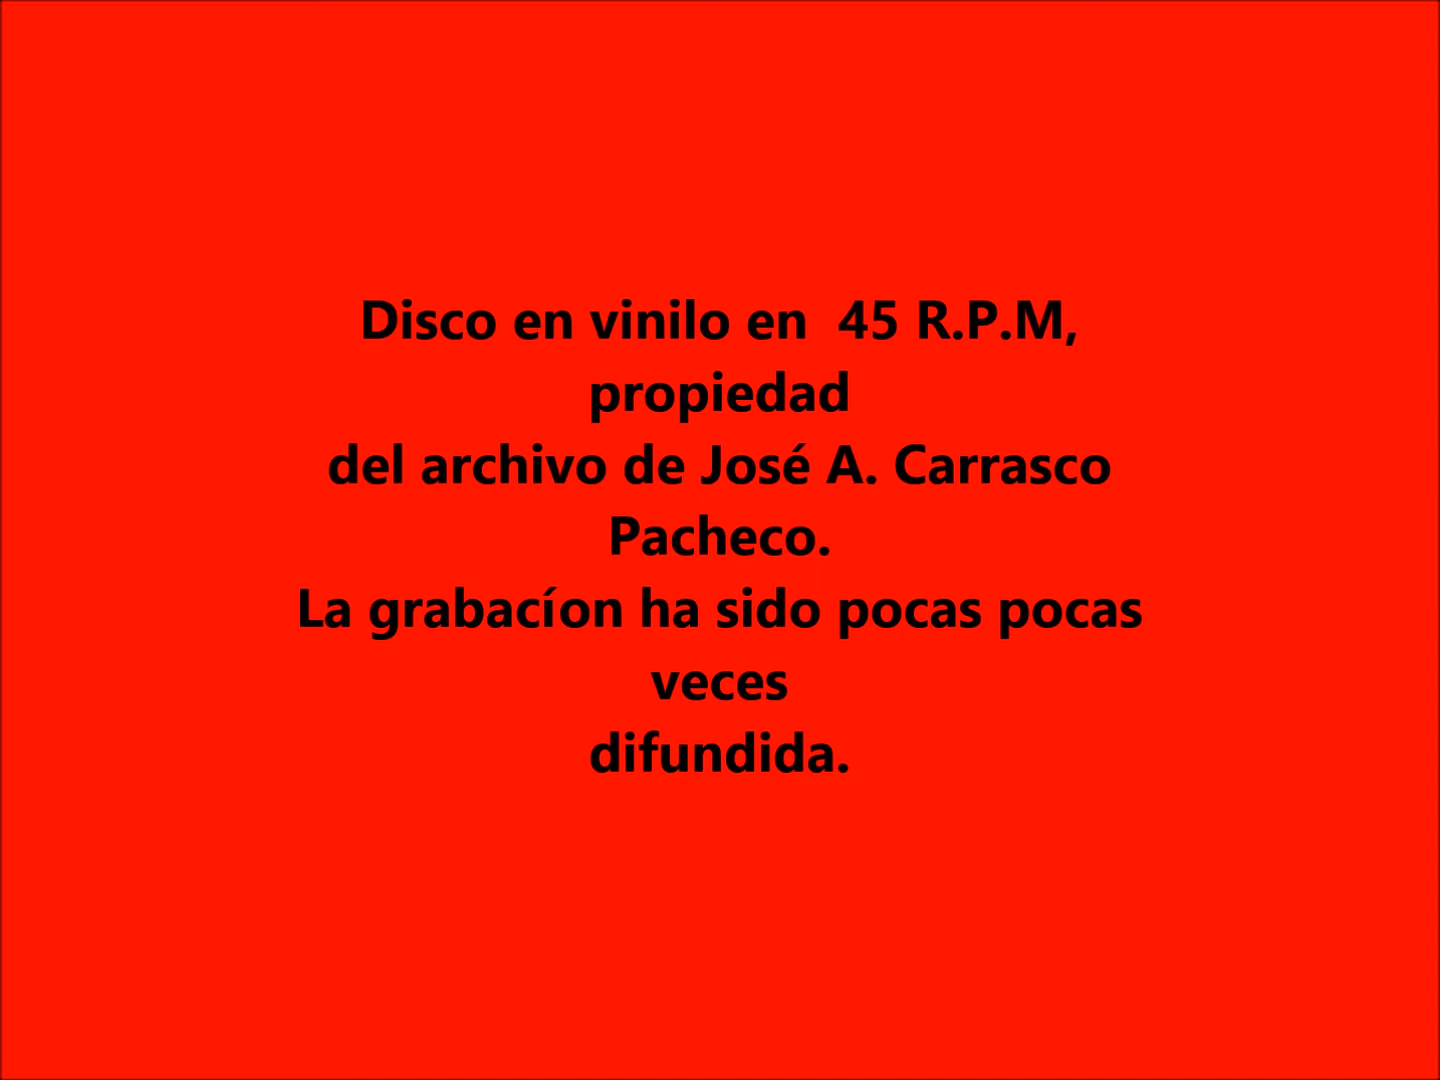 Disco en vinilo en  45 R.P.M,
propiedad
del archivo de José A. Carrasco
Pacheco.
La grabacíon ha sido pocas pocas
veces
difundida.